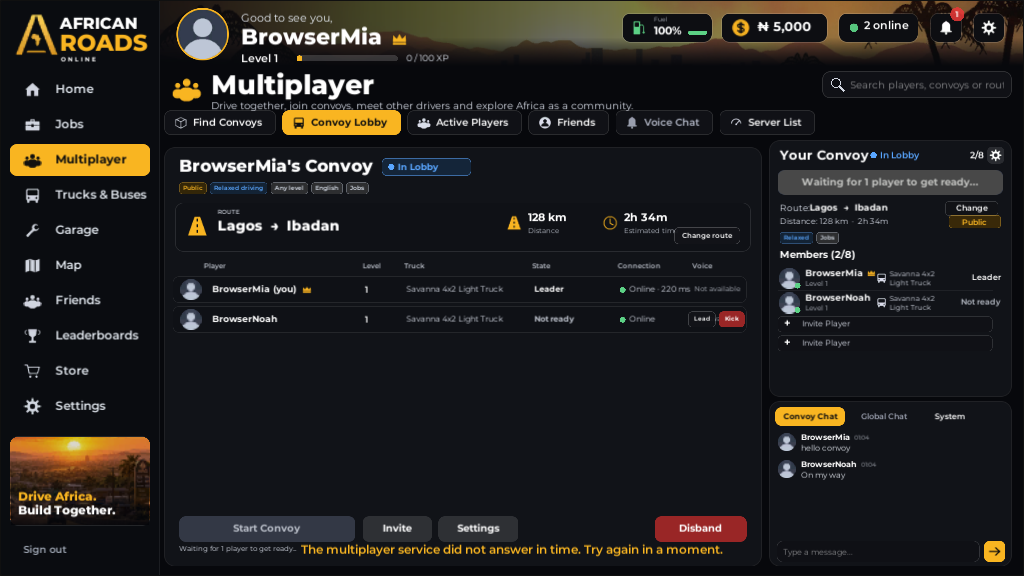 AFRICAN
ROADS
ONLINE
Home
Jobs
Multiplayer
Trucks & Buses
Garage
Map
Friends
Leaderboards
Store
Settings
Drive Africa.
Build Together.
Sign out
Good to see you,
BrowserMia
Level 1
0 / 100 XP
Fuel
100%
$ ₦ 5,000
2 online
1
Multiplayer
Drive together, join convoys, meet other drivers and explore Africa as a community.
Search players, convoys or rout
Find Convoys
Convoy Lobby
Active Players
Friends
Voice Chat
Server List
BrowserMia's Convoy
In Lobby
Public
Relaxed driving
Any level
English
Jobs
ROUTE
Lagos → Ibadan
128 km
Distance
2h 34m
Estimated tim
Change route
Player Level Truck State Connection Voice
BrowserMia (you) 1 Savanna 4x2 Light Truck Leader Online · 220 ms Not available
BrowserNoah 1 Savanna 4x2 Light Truck Not ready Online Lead Kick
Start Convoy
Invite
Settings
Disband
Waiting for 1 player to get ready...
The multiplayer service did not answer in time. Try again in a moment.
Your Convoy
In Lobby
2/8
Waiting for 1 player to get ready...
Route: Lagos → Ibadan
Change
Distance: 128 km · 2h 34m
Public
Relaxed
Jobs
Members (2/8)
BrowserMia
Level 1
Savanna 4x2
Light Truck
Leader
BrowserNoah
Level 1
Savanna 4x2
Light Truck
Not ready
+ Invite Player
+ Invite Player
Convoy Chat
Global Chat
System
BrowserMia 01:04
hello convoy
BrowserNoah 01:04
On my way
Type a message...